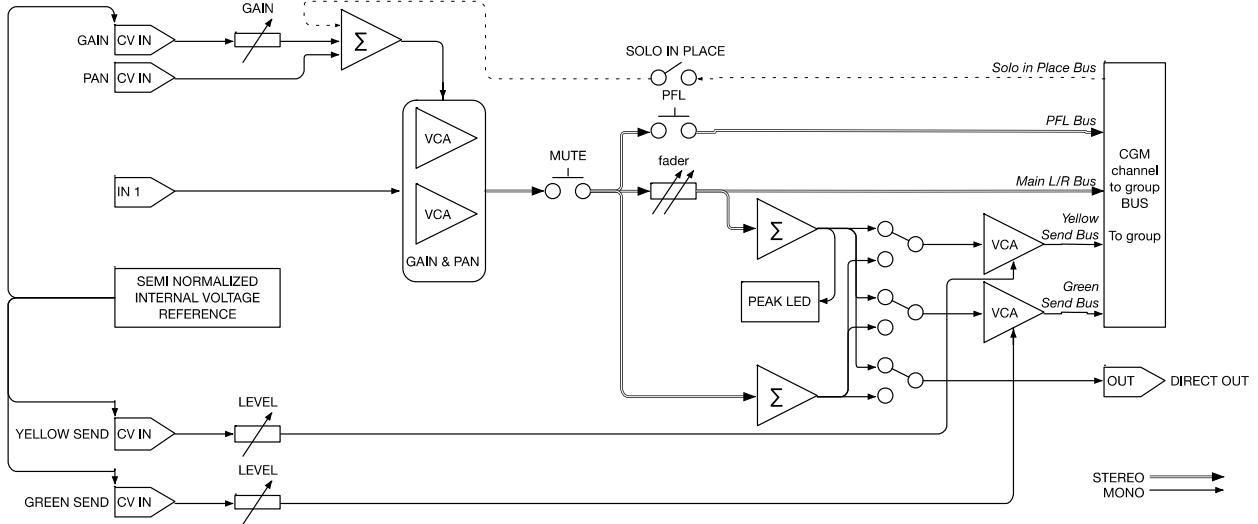 GAIN
GAIN CV IN
Σ
PAN CV IN
SOLO IN PLACE
Solo in Place Bus
PFL
PFL Bus
VCA
MUTE
fader
CGM
channel
to group
BUS
To group
IN 1
Main L/R Bus
VCA
GAIN & PAN
Σ
Yellow
Send Bus
VCA
SEMI NORMALIZED
INTERNAL VOLTAGE
REFERENCE
PEAK LED
Green
Send Bus
VCA
Σ
OUT DIRECT OUT
LEVEL
YELLOW SEND CV IN
LEVEL
GREEN SEND CV IN
STEREO
MONO